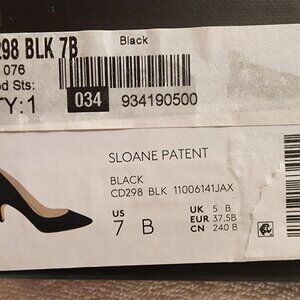 298 BLK 7B
Black
076
od Sts:
TY: 1
034
934190500
SLOANE PATENT
BLACK
CD298 BLK 11006141JAX
US
7 B
UK 5 B
EUR 37.5B
CN 240 B